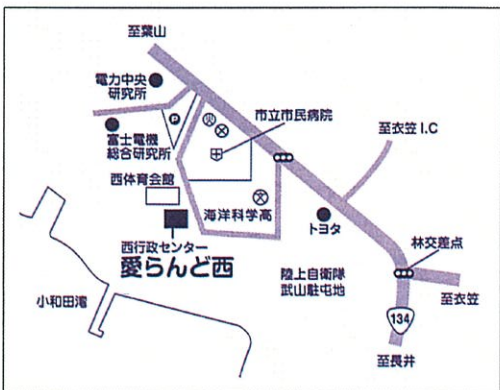 至葉山
電力中央
研究所
P
市立市民病院
至衣笠I.C
富士電機
総合研究所
西体育会館
文
海洋科学高
トヨタ
林交差点
西行政センター
愛らんど西
陸上自衛隊
武山駐屯地
小和田湾
至衣笠
134
至長井